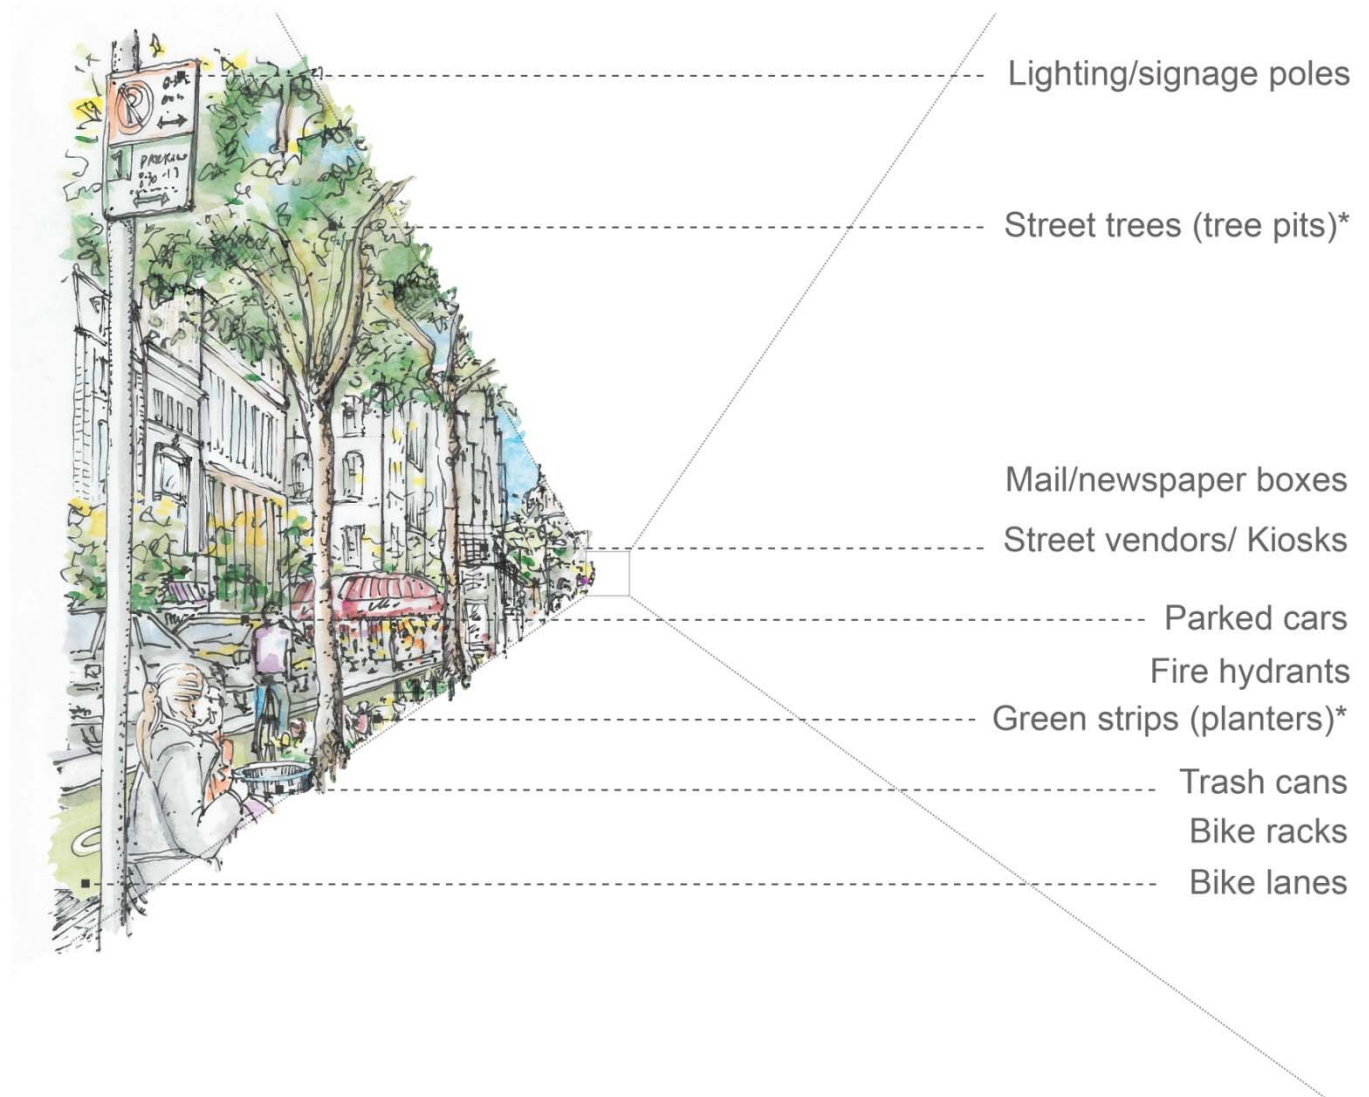 Lighting/signage poles
Street trees (tree pits)*
Mail/newspaper boxes
Street vendors/ Kiosks
Parked cars
Fire hydrants
Green strips (planters)*
Trash cans
Bike racks
Bike lanes